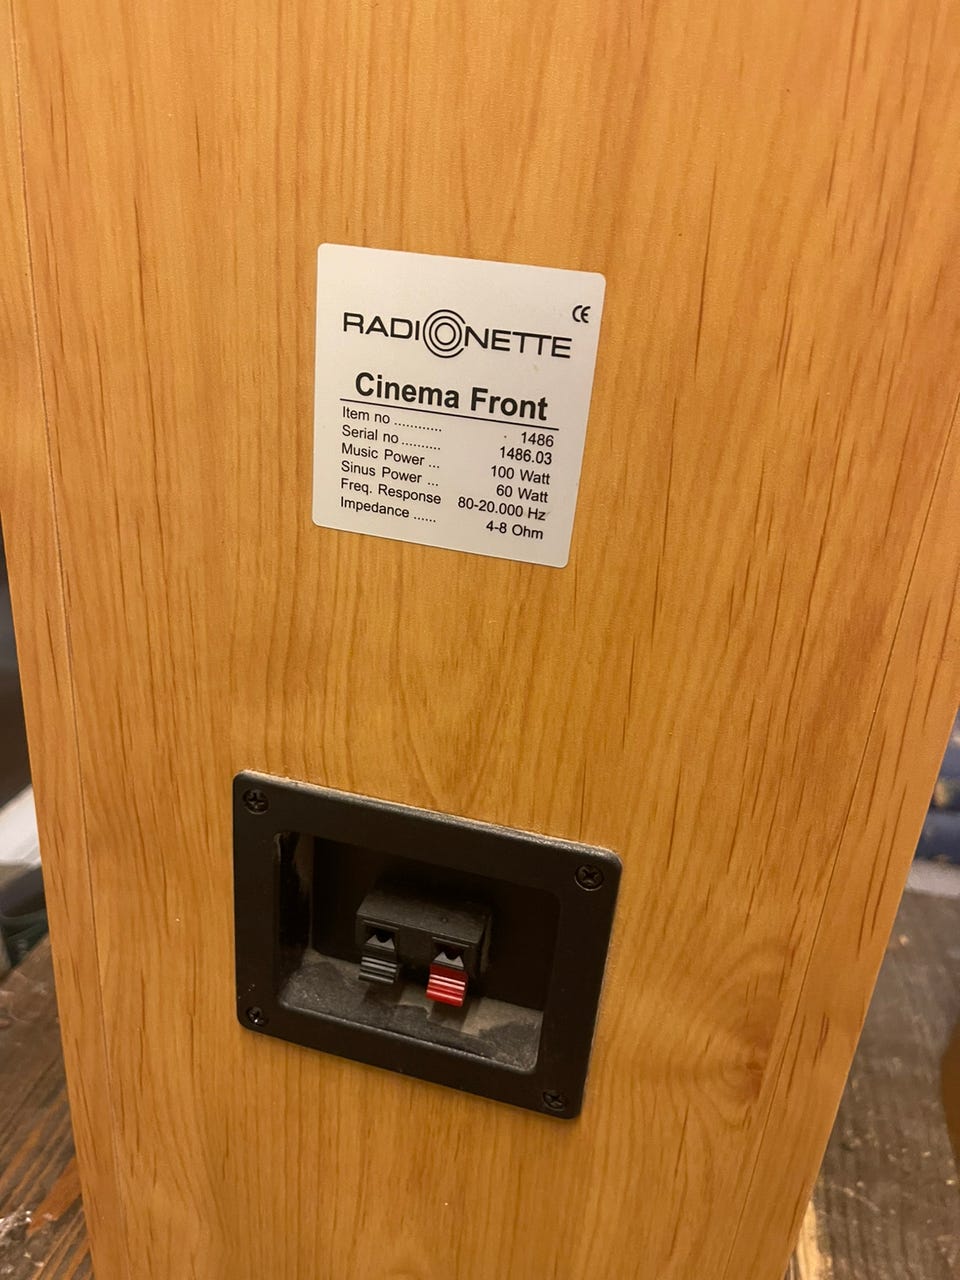 CE
RADIONETTE
Cinema Front
Item no ............ 1486
Serial no .......... 1486.03
Music Power ... 100 Watt
Sinus Power ... 60 Watt
Freq. Response 80-20.000 Hz
Impedance ...... 4-8 Ohm